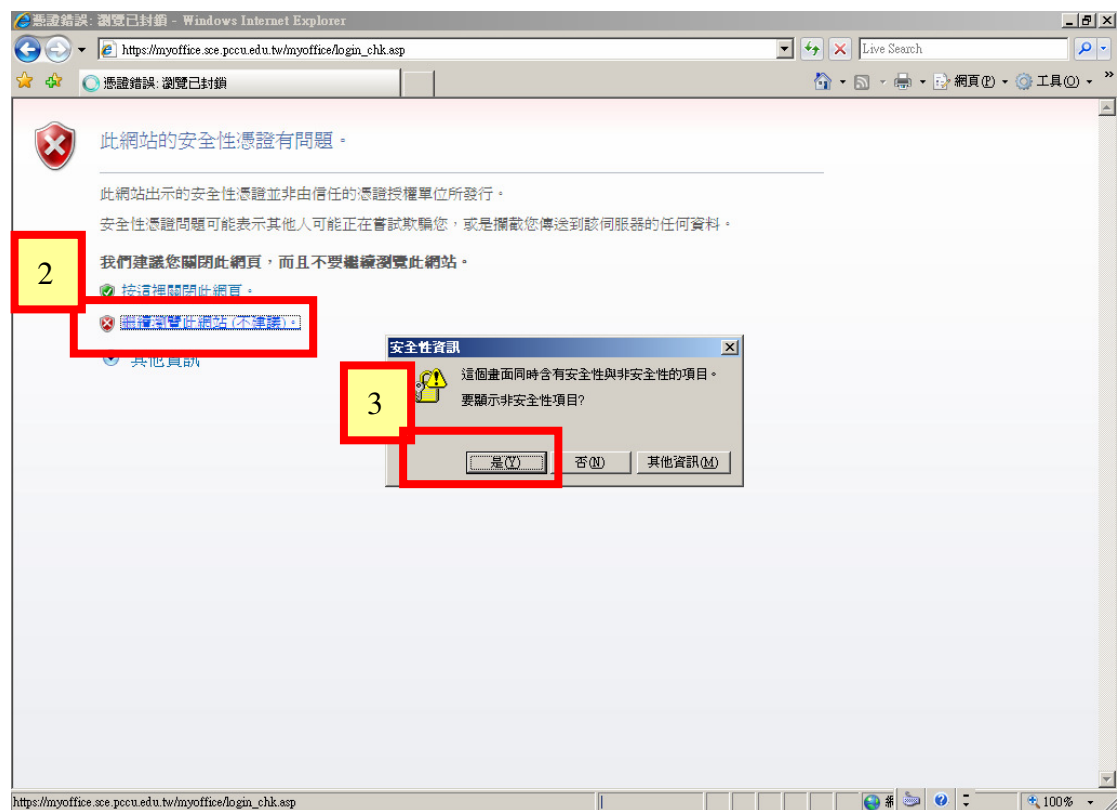 憑證錯誤: 瀏覽已封鎖 - Windows Internet Explorer
https://myoffice.sce.pccu.edu.tw/myoffice/login_chk.asp
Live Search
憑證錯誤: 瀏覽已封鎖
網頁(P)
工具(O)
此網站的安全性憑證有問題。
此網站出示的安全性憑證並非由信任的憑證授權單位所發行。
安全性憑證問題可能表示其他人可能正在嘗試欺騙您，或是攔截您傳送到該伺服器的任何資料。
我們建議您關閉此網頁，而且不要繼續瀏覽此網站。
2
按這裡關閉此網頁。
繼續瀏覽此網站 (不建議)。
其他資訊
安全性資訊
這個畫面同時含有安全性與非安全性的項目。
要顯示非安全性項目?
3
是(Y)
否(N)
其他資訊(M)
https://myoffice.sce.pccu.edu.tw/myoffice/login_chk.asp
100%